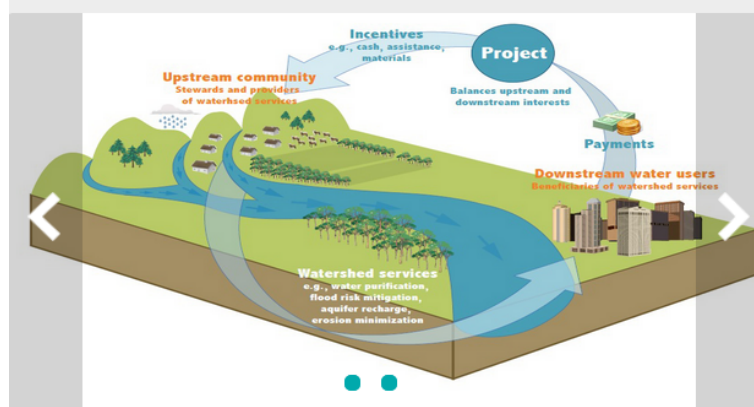 Incentives
e.g., cash, assistance,
materials
Project
Balances upstream and
downstream interests
Upstream community
Stewards and providers
of waterhsed services
Payments
Downstream water users
Beneficiaries of watershed services
Watershed services
e.g., water purification,
flood risk mitigation,
aquifer recharge,
erosion minimization